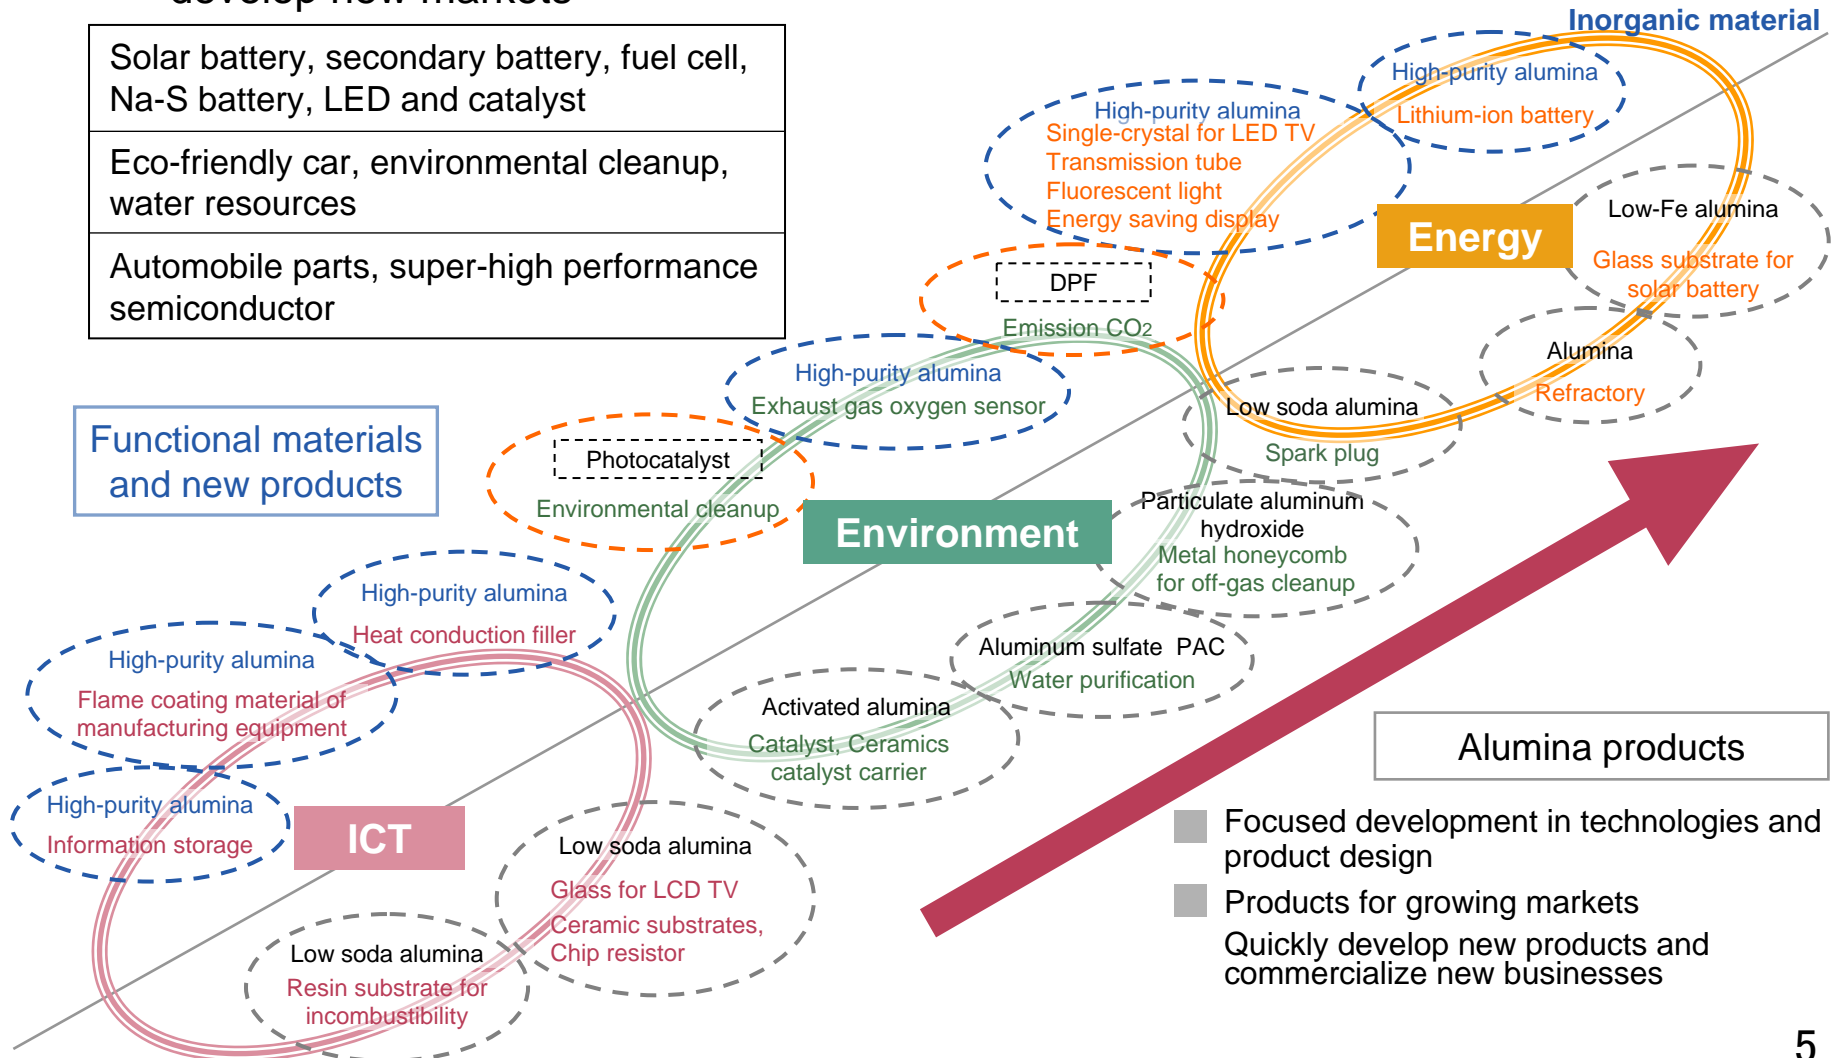 develop new markets
Solar battery, secondary battery, fuel cell,
Na-S battery, LED and catalyst
Eco-friendly car, environmental cleanup,
water resources
Automobile parts, super-high performance
semiconductor
Inorganic material
High-purity alumina
Lithium-ion battery
High-purity alumina
Single-crystal for LED TV
Transmission tube
Fluorescent light
Energy saving display
Energy
Low-Fe alumina
Glass substrate for
solar battery
DPF
Emission CO2
Alumina
Refractory
High-purity alumina
Exhaust gas oxygen sensor
Low soda alumina
Spark plug
Functional materials
and new products
Photocatalyst
Environmental cleanup
Environment
Particulate aluminum
hydroxide
Metal honeycomb
for off-gas cleanup
High-purity alumina
Heat conduction filler
High-purity alumina
Flame coating material of
manufacturing equipment
Aluminum sulfate PAC
Water purification
Activated alumina
Catalyst, Ceramics
catalyst carrier
Alumina products
High-purity alumina
Information storage
ICT
Low soda alumina
Glass for LCD TV
Ceramic substrates,
Chip resistor
Low soda alumina
Resin substrate for
incombustibility
Focused development in technologies and
product design
Products for growing markets
Quickly develop new products and
commercialize new businesses
5